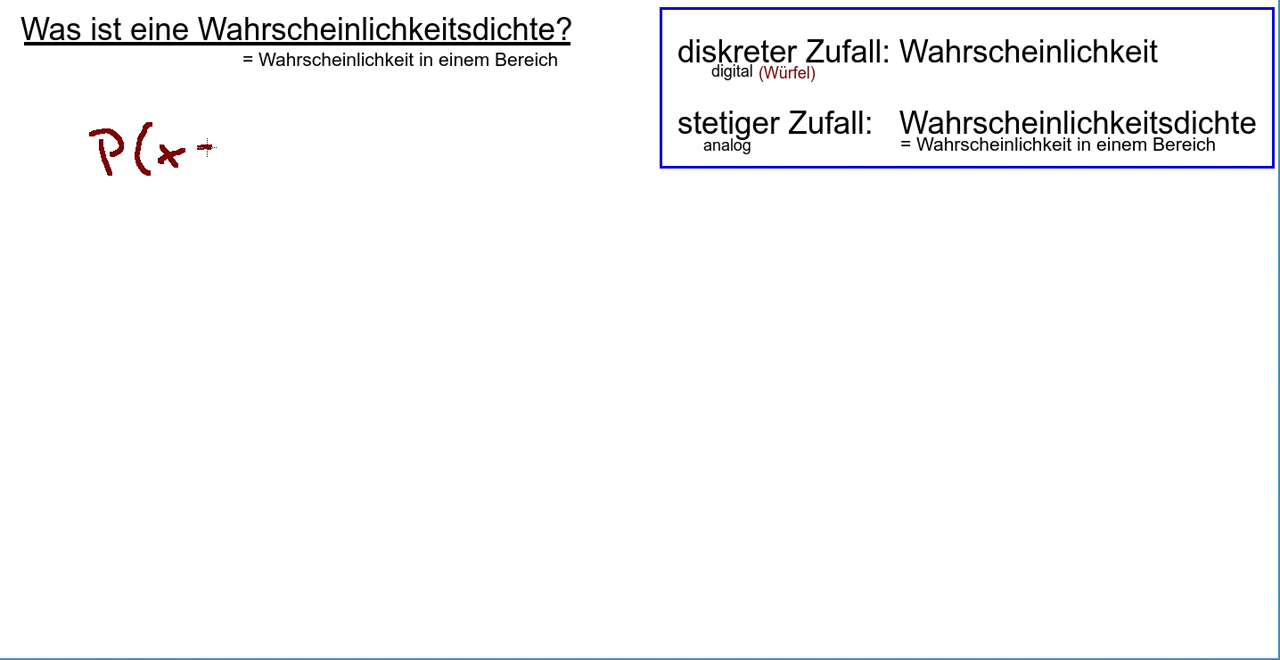 Was ist eine Wahrscheinlichkeitsdichte?
= Wahrscheinlichkeit in einem Bereich
P(x -
diskreter Zufall: Wahrscheinlichkeit
digital (Würfel)
stetiger Zufall: Wahrscheinlichkeitsdichte
analog = Wahrscheinlichkeit in einem Bereich